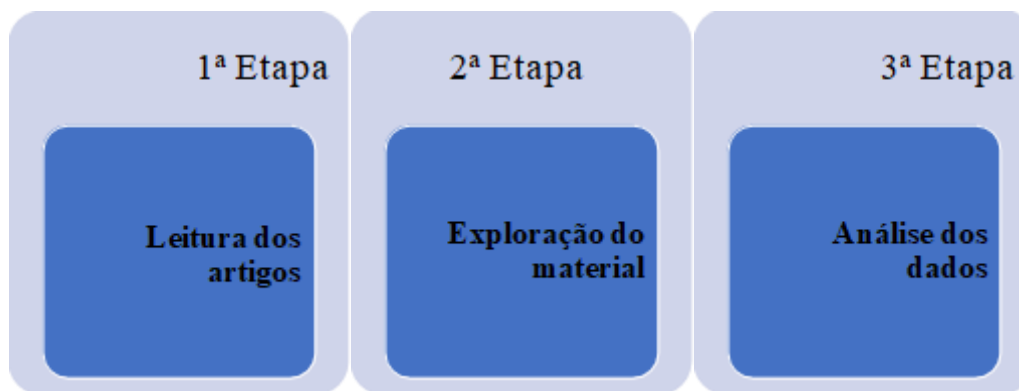 1ª Etapa
Leitura dos
artigos
2ª Etapa
Exploração do
material
3ª Etapa
Análise dos
dados